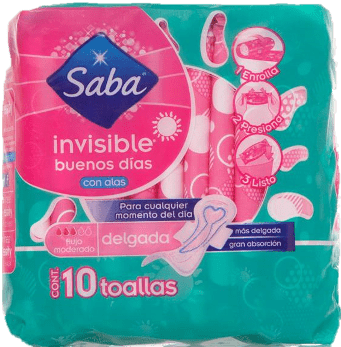 Saba
invisible
buenos días
con alas
1 Enrolla
2 Presiona
3 Listo
Para cualquier
momento del día
flujo
moderado
delgada
más delgada
gran absorción
CONT. 10 toallas